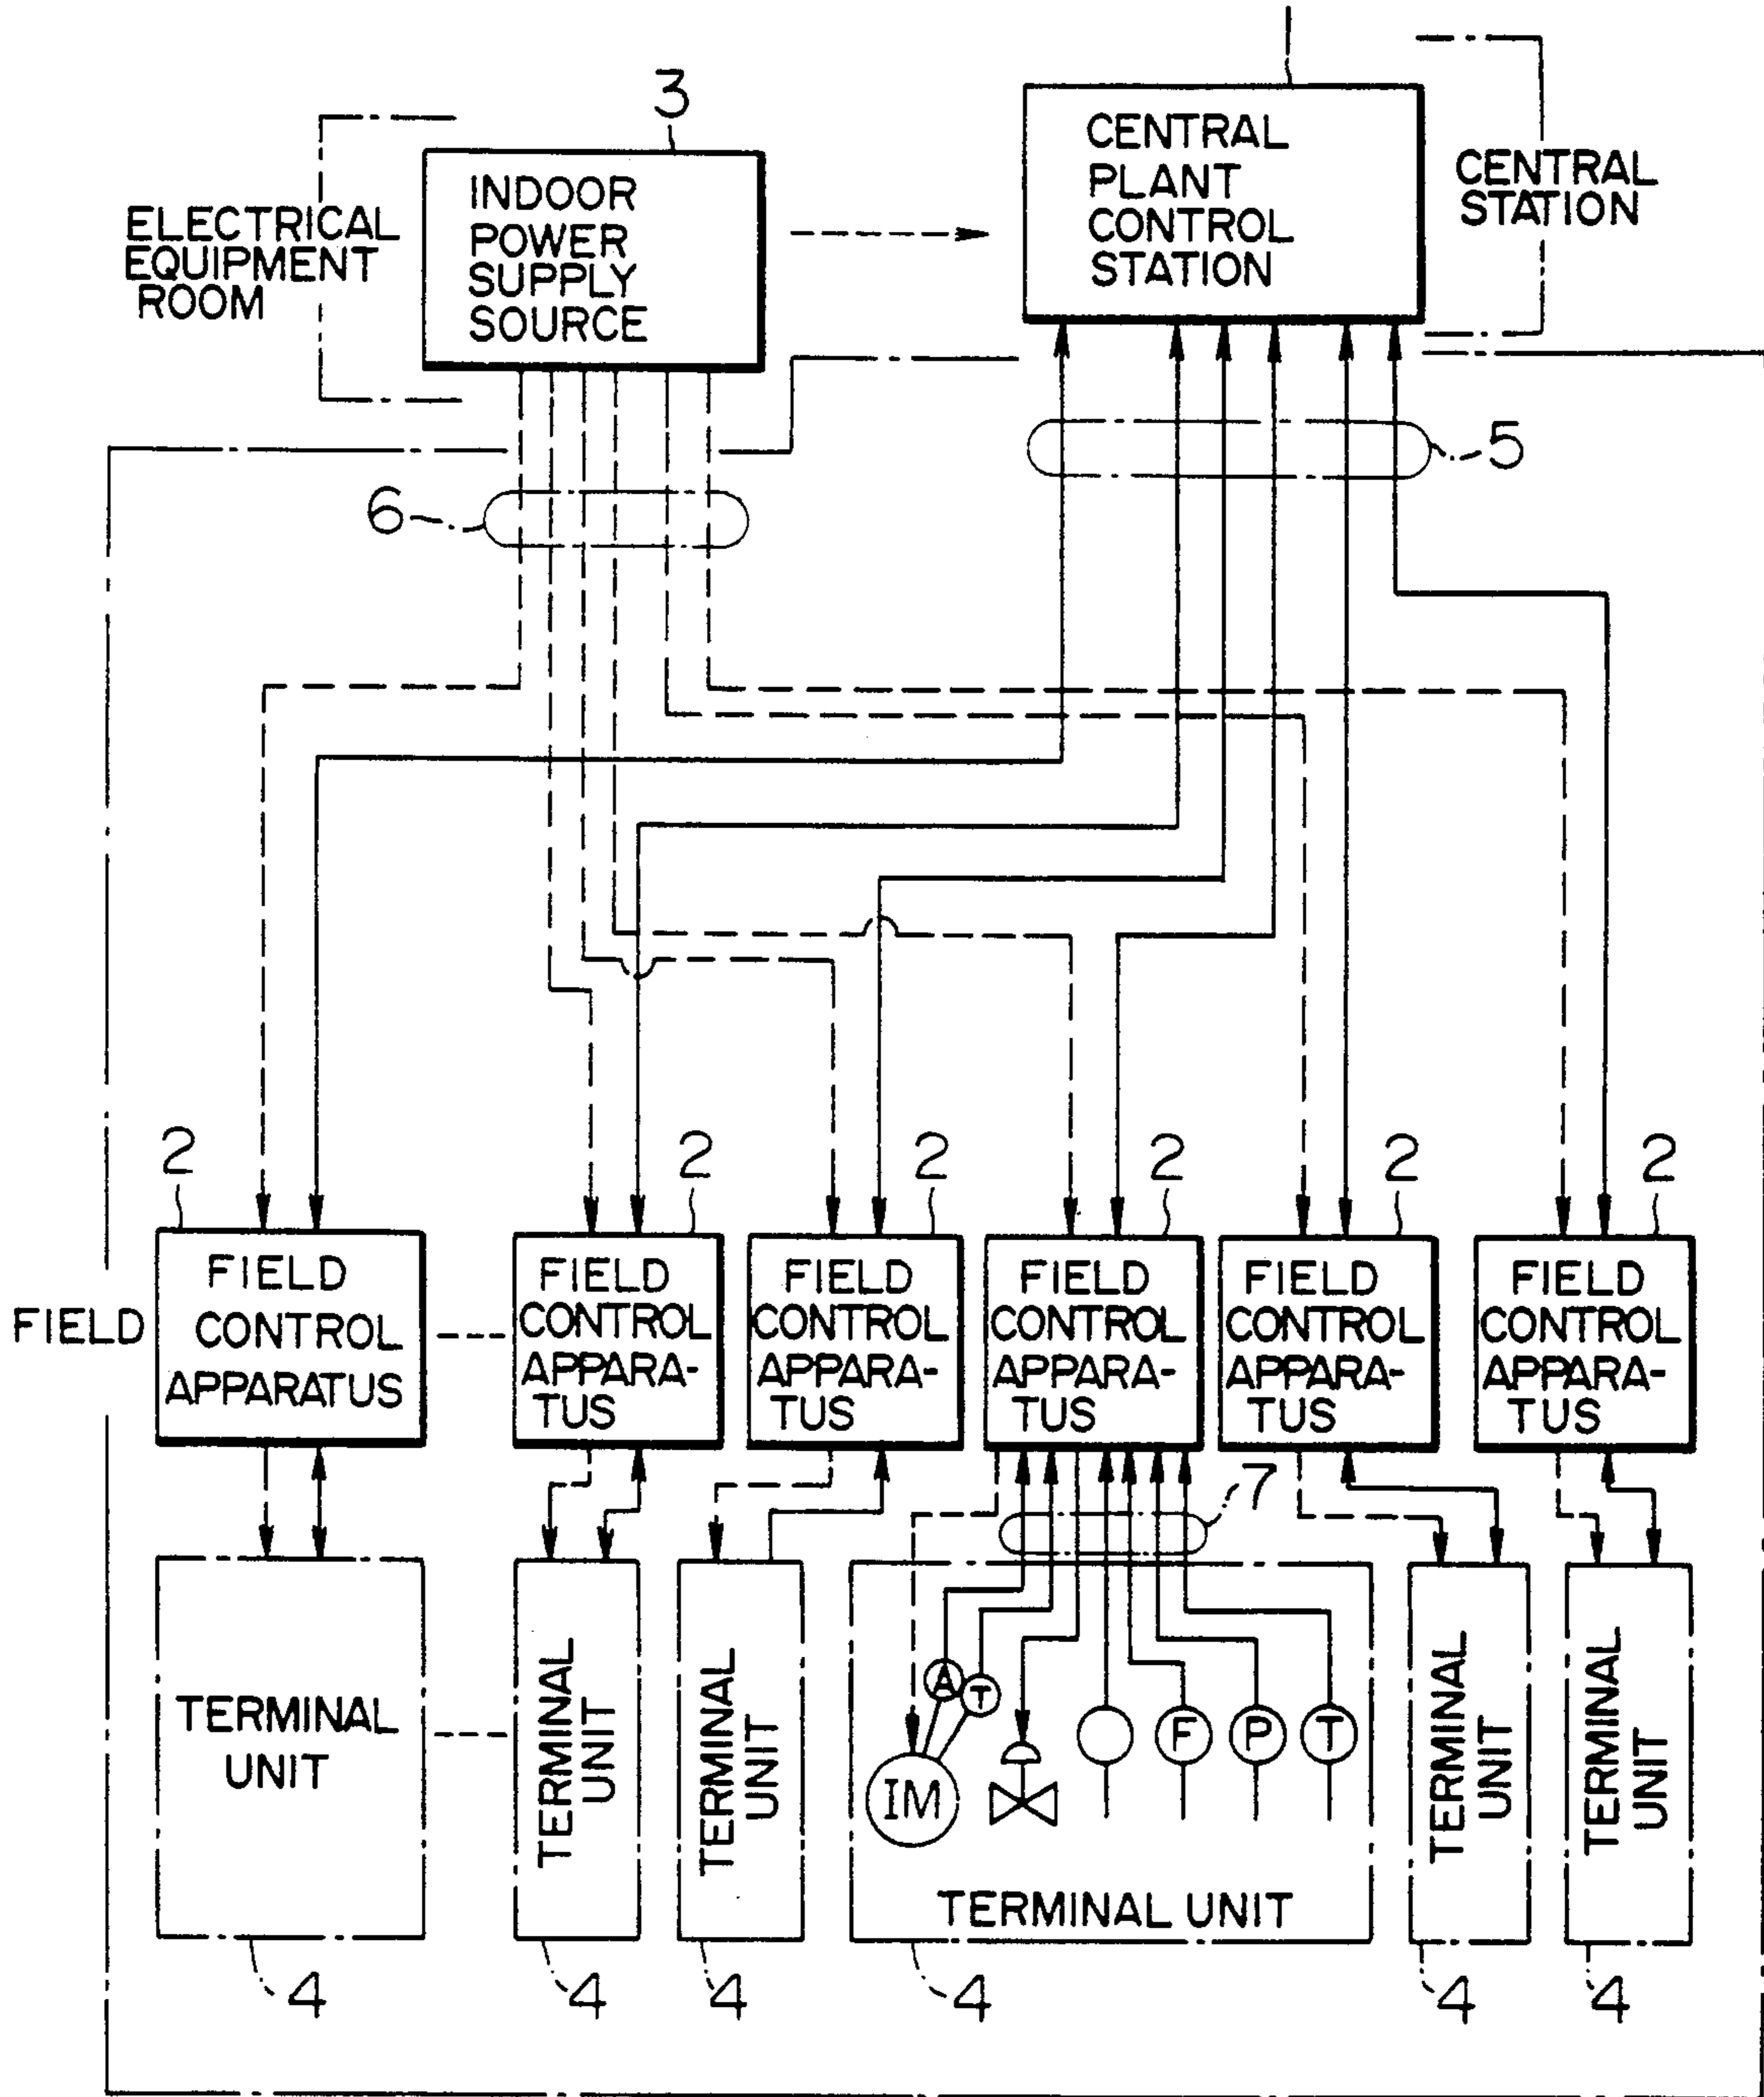 3
INDOOR
POWER
SUPPLY
SOURCE
ELECTRICAL
EQUIPMENT
ROOM
CENTRAL
PLANT
CONTROL
STATION
CENTRAL
STATION
5
6
2
2
2
2
2
2
FIELD
FIELD
CONTROL
APPARATUS
FIELD
CONTROL
APPARA-
TUS
FIELD
CONTROL
APPARA-
TUS
FIELD
CONTROL
APPARA-
TUS
FIELD
CONTROL
APPARA-
TUS
FIELD
CONTROL
APPARA-
TUS
7
TERMINAL
UNIT
TERMINAL
UNIT
TERMINAL
UNIT
A
T
F
P
T
IM
TERMINAL UNIT
TERMINAL
UNIT
TERMINAL
UNIT
4
4
4
4
4
4